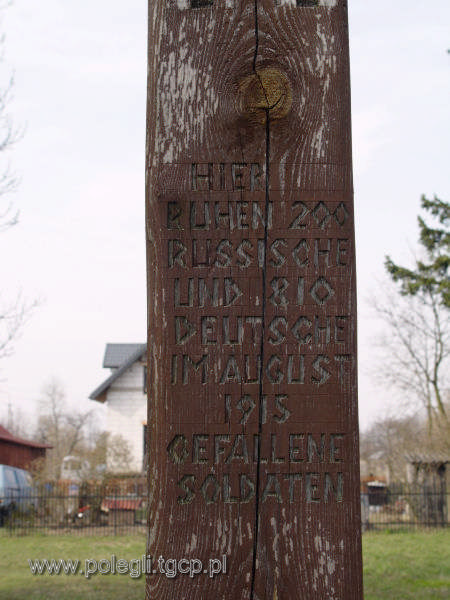 HIER
RUHEN 200
RUSSISCHE
UND 810
DEUTSCHE
IM AUGUST
1915
GEFALLENE
SOLDATEN
www.polegli.tgcp.pl